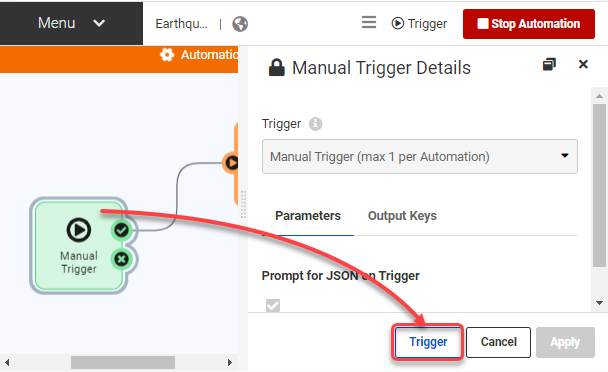 Menu
Earthqu...
Trigger
Stop Automation
Automatic
Manual Trigger Details
Trigger
Manual Trigger (max 1 per Automation)
Parameters
Output Keys
Manual
Trigger
Prompt for JSON on Trigger
Trigger
Cancel
Apply